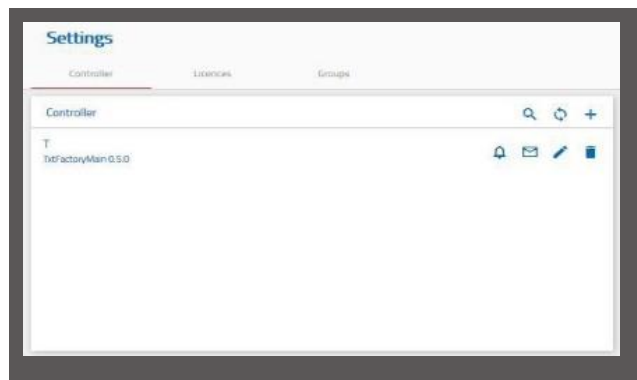 Settings
Controller Licences Groups
Controller
T
TxtFactoryMain 0.5.0